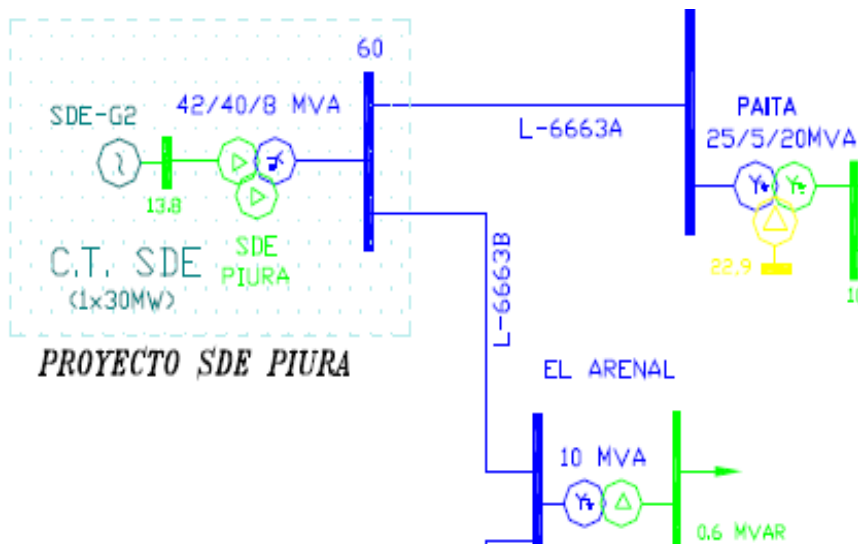 60
42/40/8 MVA
SDE-G2
13.8
SDE
PIURA
C.T. SDE
(1x30MW)
PROYECTO SDE PIURA
L-6663A
L-6663B
PAITA
25/5/20MVA
22.9
EL ARENAL
10 MVA
0.6 MVAR